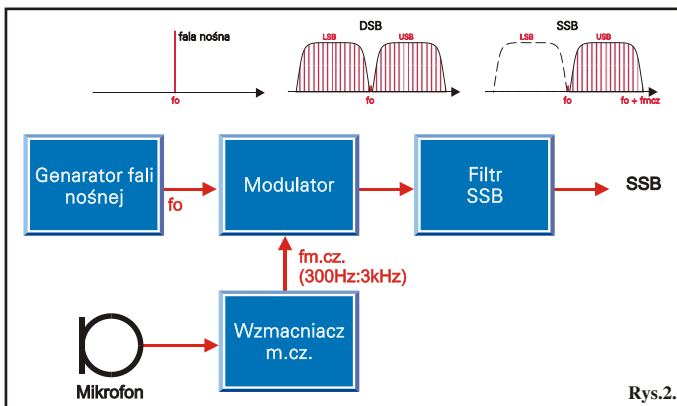 fala nośna
fo
DSB
LSB
USB
fo
SSB
LSB
USB
fo
fo + fmcz
Genarator fali
nośnej
fo
Modulator
Filtr
SSB
SSB
fm.cz.
(300Hz:3kHz)
Wzmacniacz
m.cz.
Mikrofon
Rys.2.